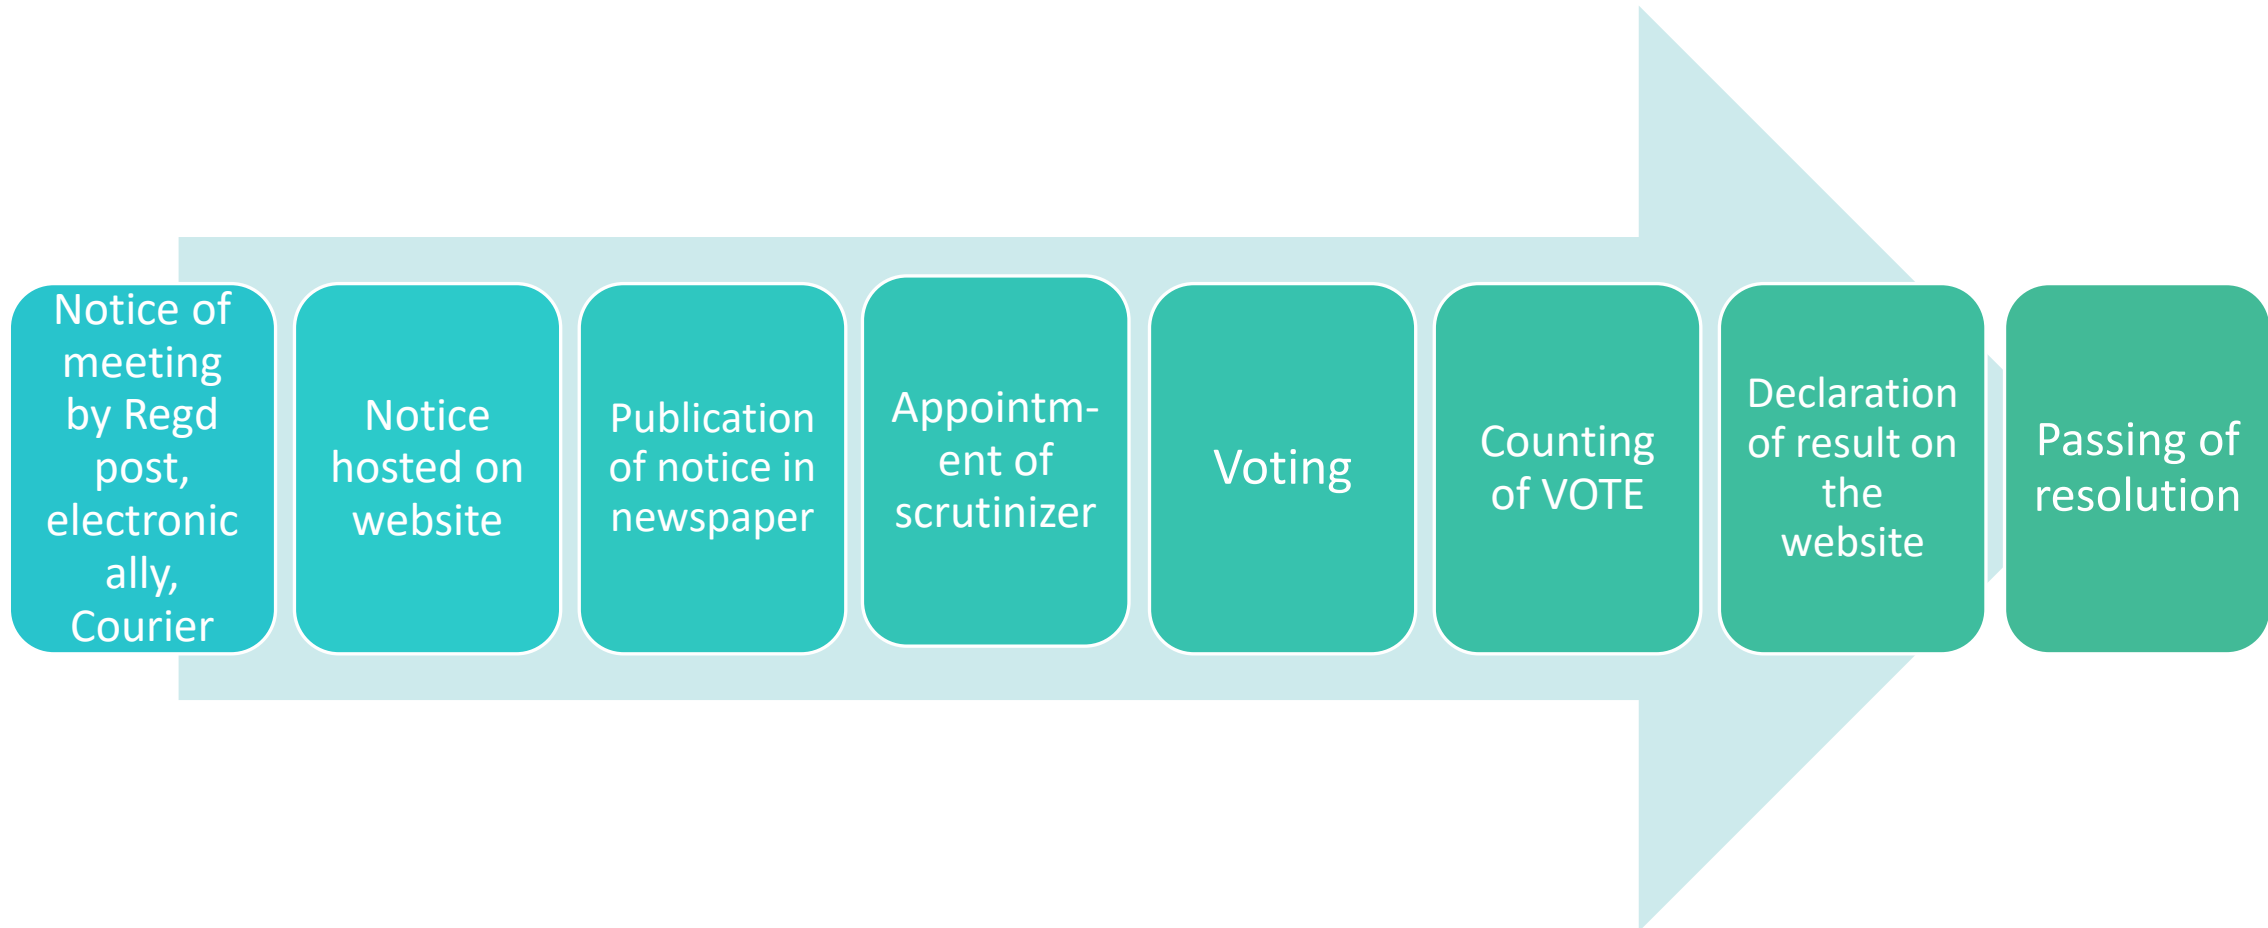 Notice of
meeting
by Regd
post,
electronic
ally,
Courier
Notice
hosted on
website
Publication
of notice in
newspaper
Appointm-
ent of
scrutinizer
Voting
Counting
of VOTE
Declaration
of result on
the
website
Passing of
resolution